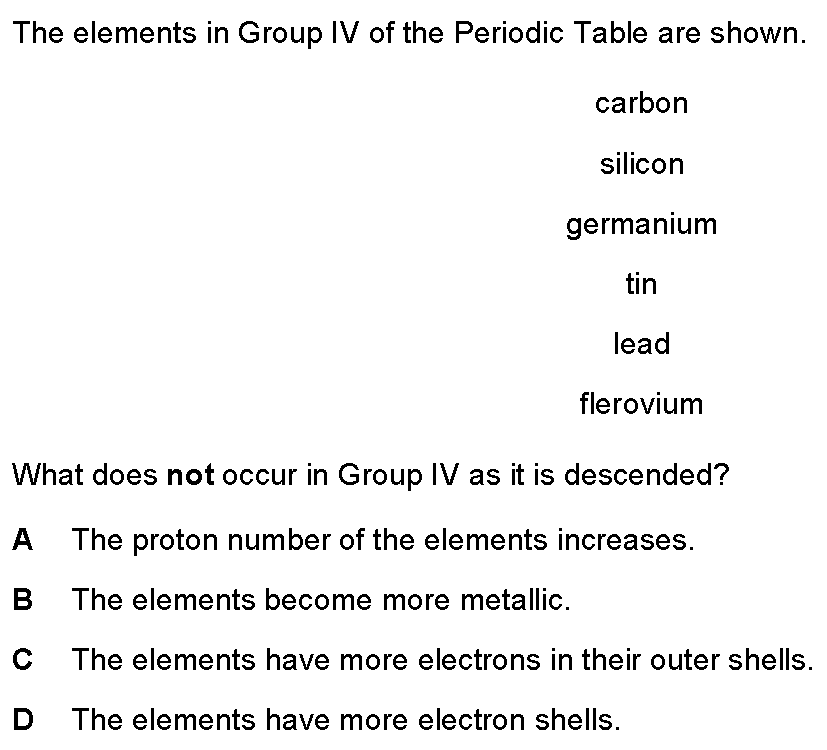 The elements in Group IV of the Periodic Table are shown.
carbon
silicon
germanium
tin
lead
flerovium
What does not occur in Group IV as it is descended?
A The proton number of the elements increases.
B The elements become more metallic.
C The elements have more electrons in their outer shells.
D The elements have more electron shells.